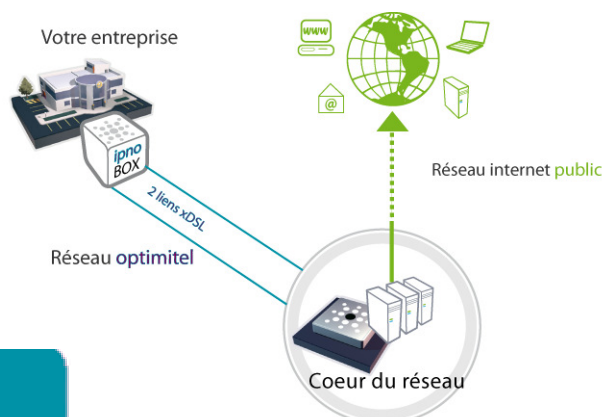 Votre entreprise
www
@
ipno
BOX
2 liens xDSL
Réseau internet public
Réseau optimitel
Coeur du réseau